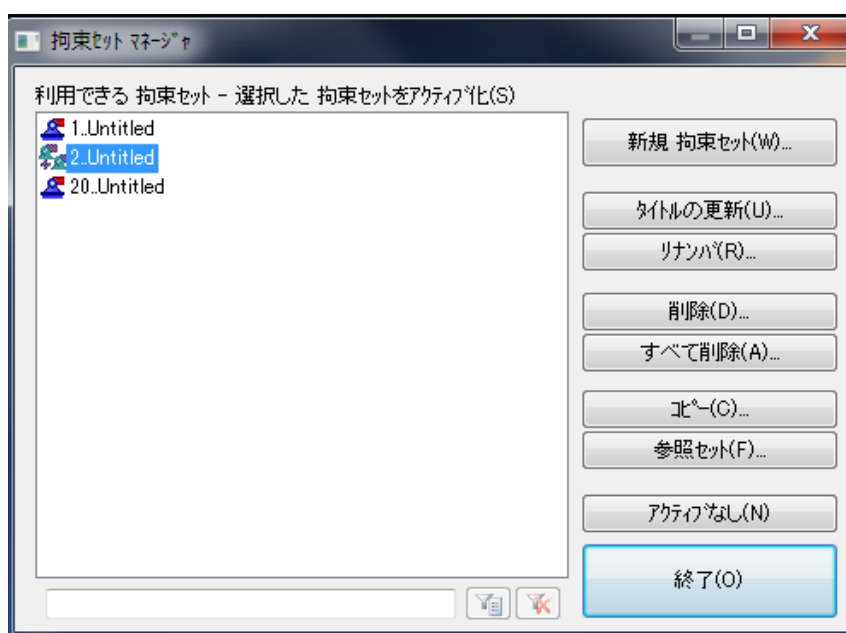 拘束ｾｯﾄ ﾏﾈｰｼﾞｬ
利用できる 拘束ｾｯﾄ - 選択した 拘束ｾｯﾄをｱｸﾃｨﾌﾞ化(S)
1..Untitled
2..Untitled
20..Untitled
新規 拘束ｾｯﾄ(W)...
ﾀｲﾄﾙの更新(U)...
ﾘﾅﾝﾊﾞ(R)...
削除(D)...
すべて削除(A)...
ｺﾋﾟｰ(C)...
参照ｾｯﾄ(F)...
ｱｸﾃｨﾌﾞなし(N)
終了(O)